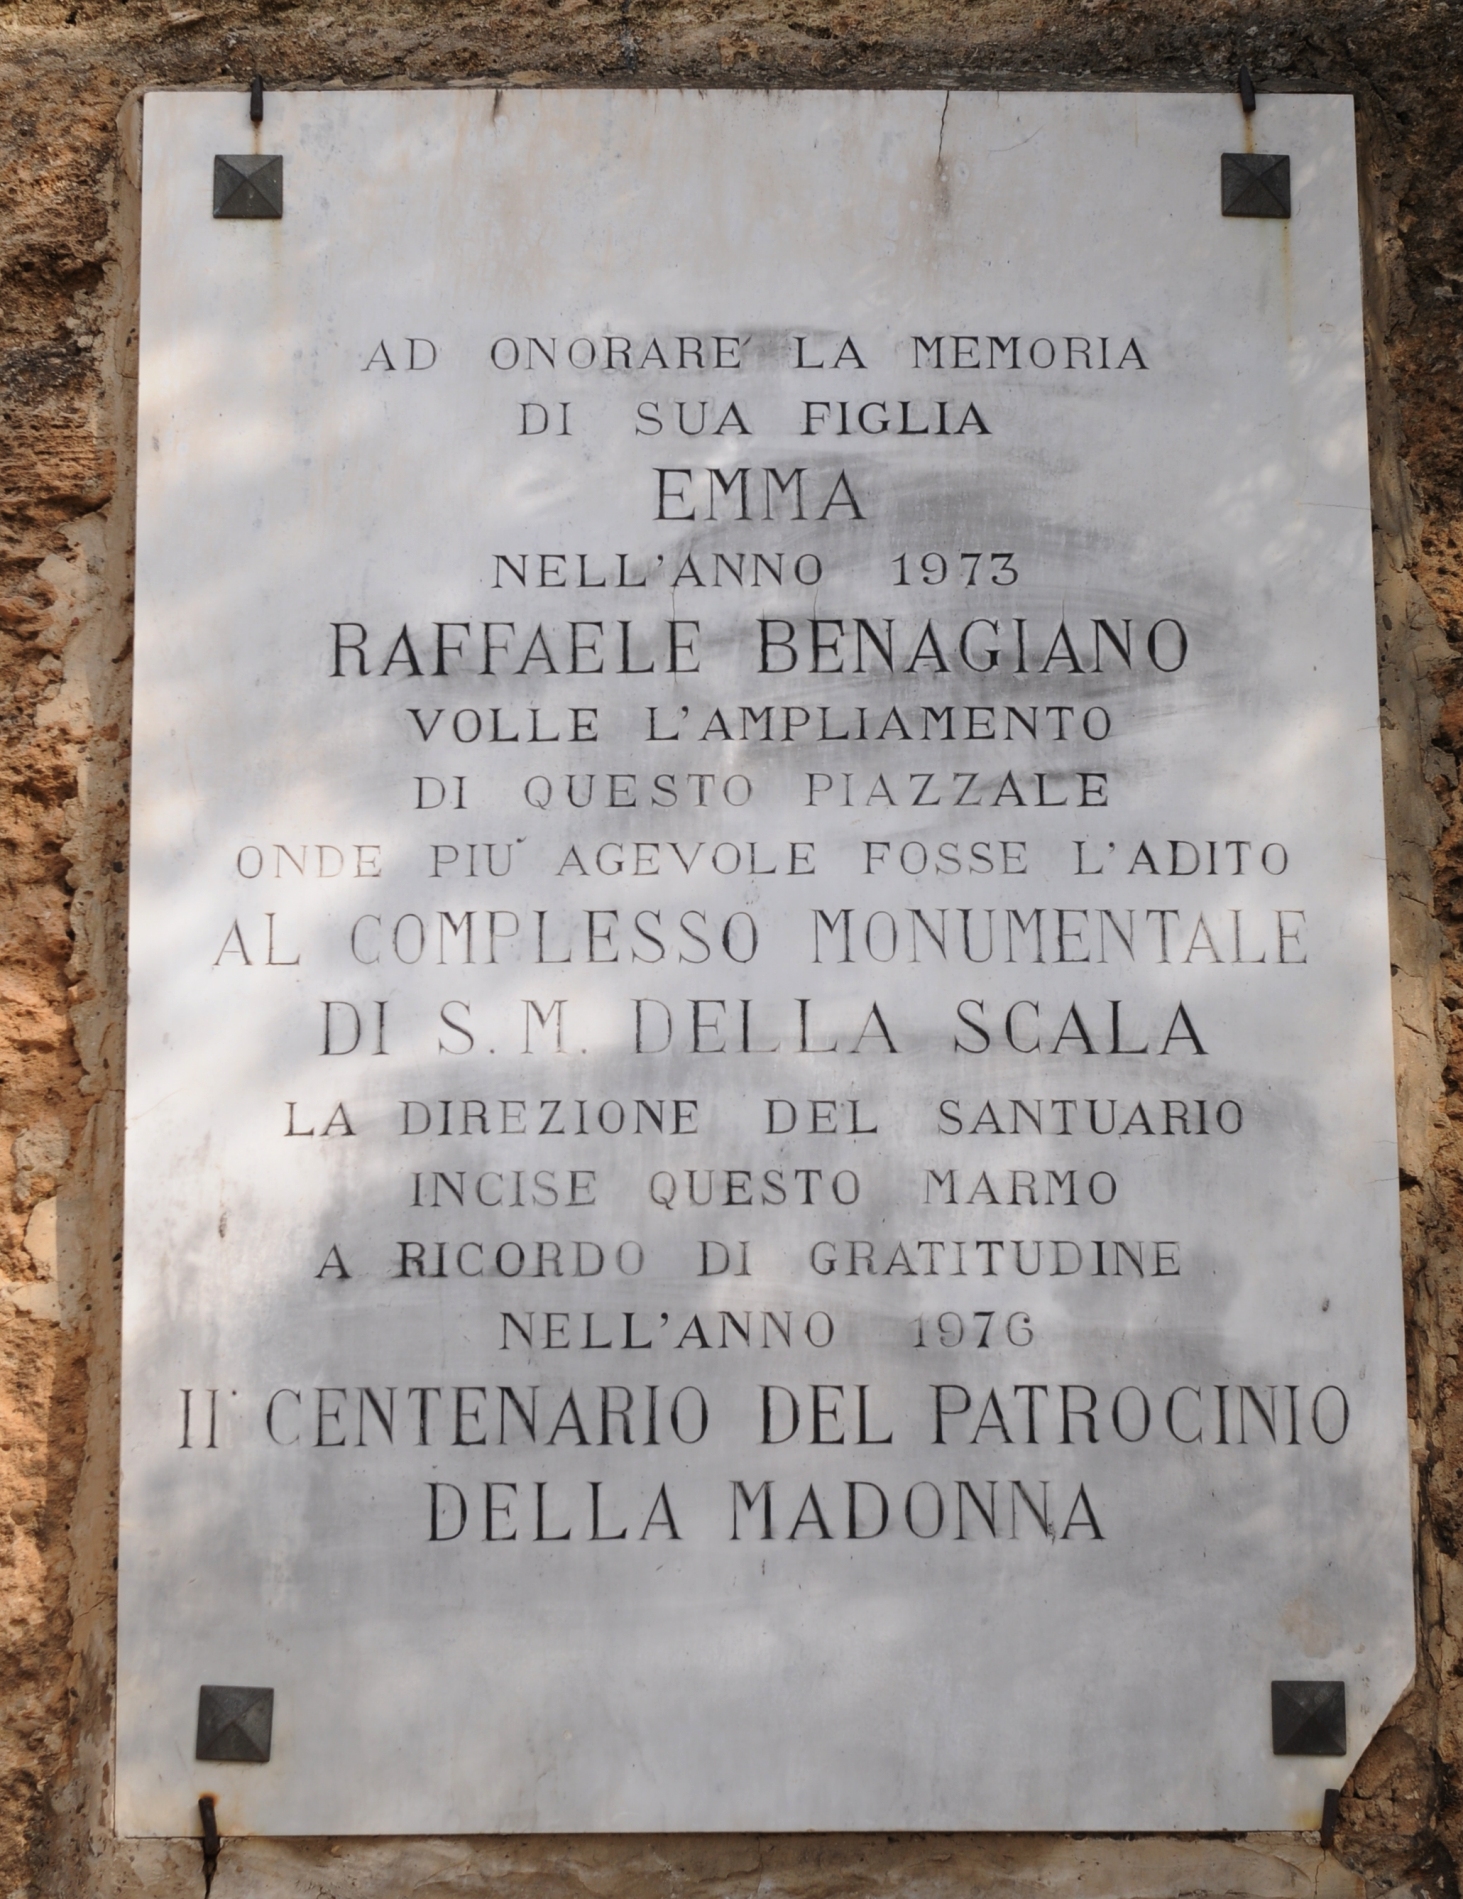 AD ONORARE LA MEMORIA
DI SUA FIGLIA
EMMA
NELL'ANNO 1973
RAFFAELE BENAGIANO
VOLLE L'AMPLIAMENTO
DI QUESTO PIAZZALE
ONDE PIU´ AGEVOLE FOSSE L'ADITO
AL COMPLESSO MONUMENTALE
DI S. M. DELLA SCALA
LA DIREZIONE DEL SANTUARIO
INCISE QUESTO MARMO
A RICORDO DI GRATITUDINE
NELL'ANNO 1976
II° CENTENARIO DEL PATROCINIO
DELLA MADONNA